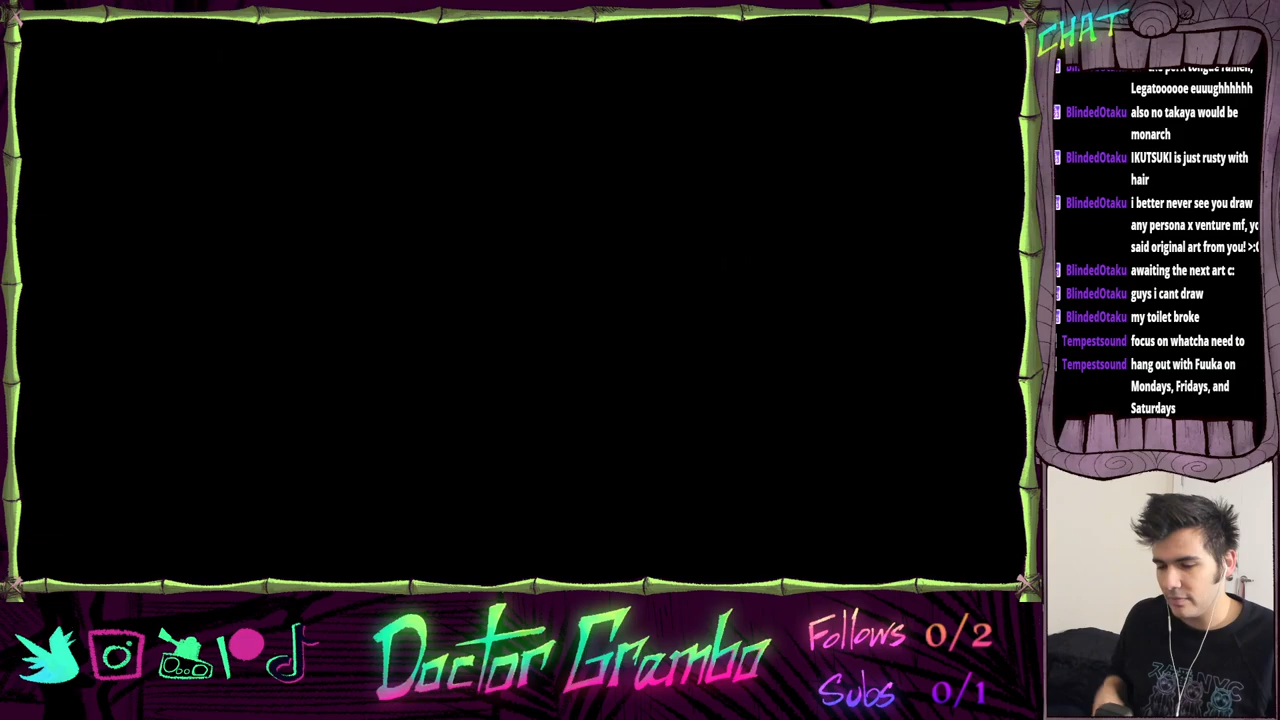 CHAT
Legatoooooe euuughhhhhh
BlindedOtaku also no takaya would be
monarch
BlindedOtaku IKUTSUKI is just rusty with
hair
BlindedOtaku i better never see you draw
any persona x venture mf,
said original art from you!
BlindedOtaku awaiting the next art c:
BlindedOtaku guys i cant draw
BlindedOtaku my toilet broke
Tempestsound focus on whatcha need to
Tempestsound hang out with Fuuka on
Mondays, Fridays, and
Saturdays
Doctor Grambo
Follows 0/2
Subs 0/1